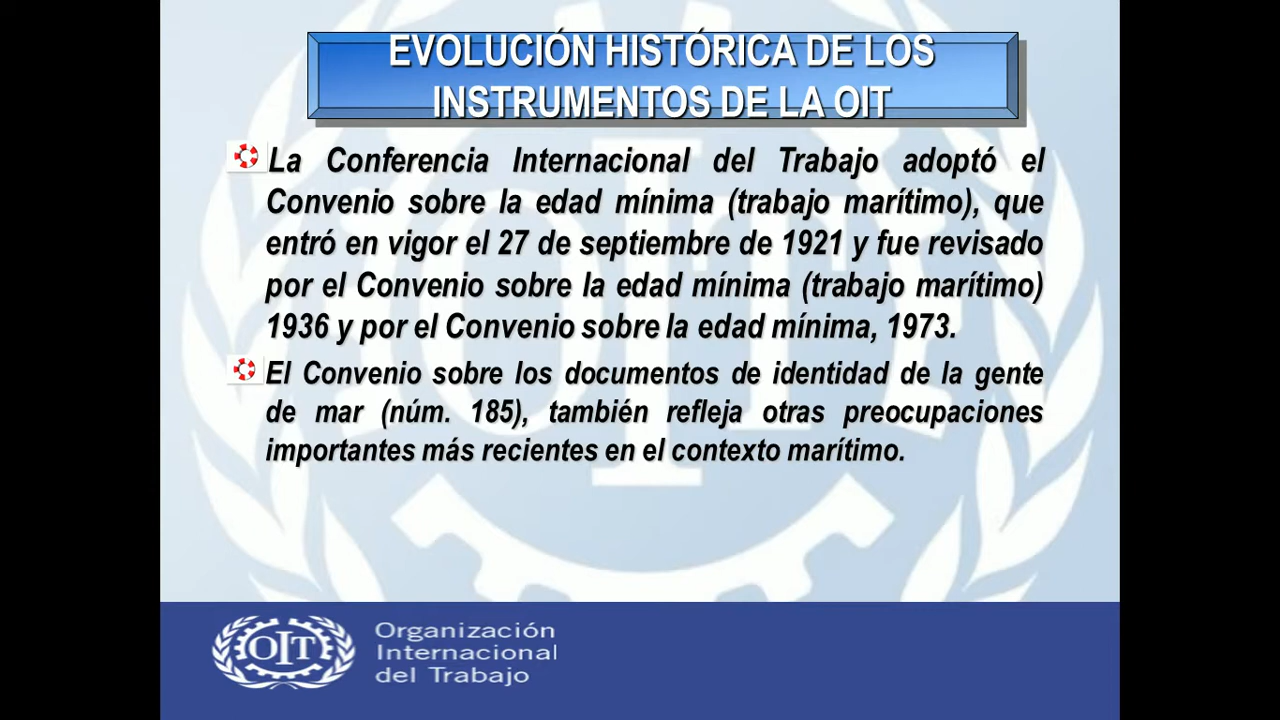 EVOLUCIÓN HISTÓRICA DE LOS
INSTRUMENTOS DE LA OIT
La Conferencia Internacional del Trabajo adoptó el
Convenio sobre la edad mínima (trabajo marítimo), que
entró en vigor el 27 de septiembre de 1921 y fue revisado
por el Convenio sobre la edad mínima (trabajo marítimo)
1936 y por el Convenio sobre la edad mínima, 1973.
El Convenio sobre los documentos de identidad de la gente
de mar (núm. 185), también refleja otras preocupaciones
importantes más recientes en el contexto marítimo.
OIT
Organización
Internacional
del Trabajo